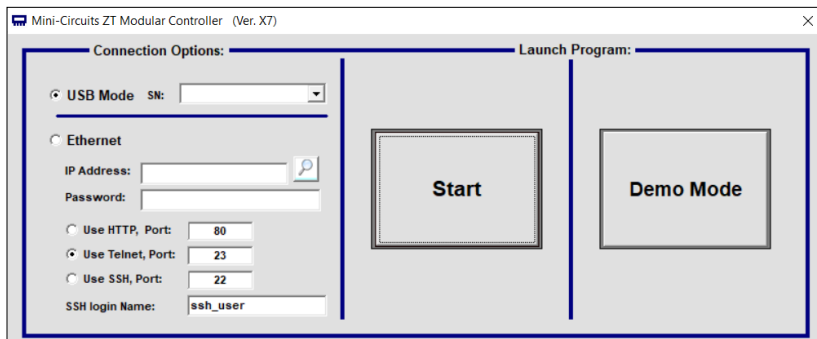 Mini-Circuits ZT Modular Controller (Ver. X7)
Connection Options:
USB Mode SN:
Ethernet
IP Address:
Password:
Use HTTP, Port: 80
Use Telnet, Port: 23
Use SSH, Port: 22
SSH login Name: ssh_user
Launch Program:
Start
Demo Mode